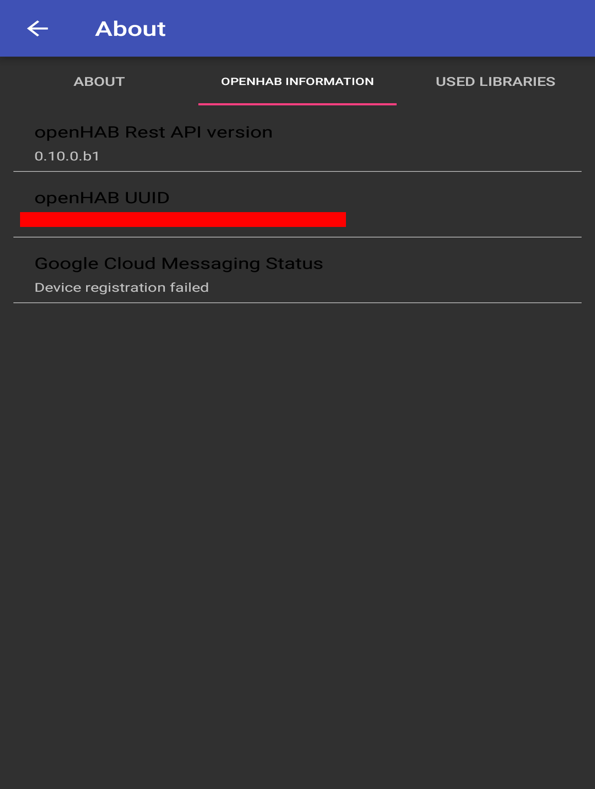 About
ABOUT
OPENHAB INFORMATION
USED LIBRARIES
openHAB Rest API version
0.10.0.b1
openHAB UUID
Google Cloud Messaging Status
Device registration failed